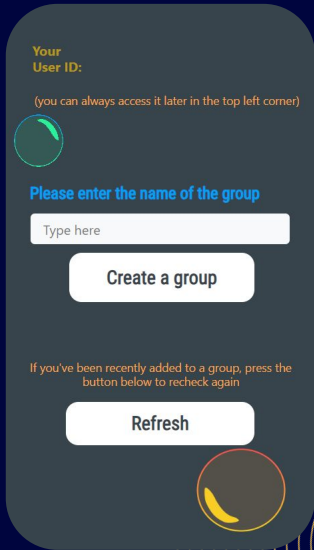 Your
User ID:
(you can always access it later in the top left corner)
Please enter the name of the group
Type here
Create a group
If you've been recently added to a group, press the
button below to recheck again
Refresh